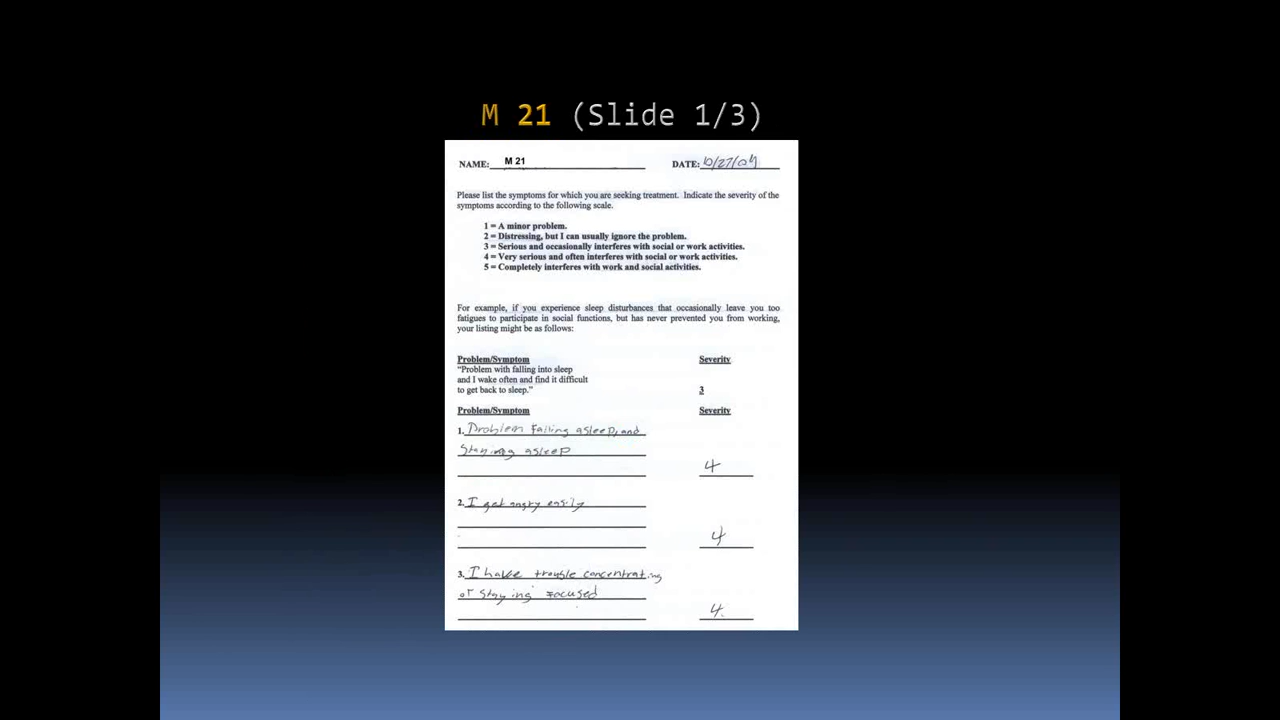 M 21 (Slide 1/3)
NAME: M 21 DATE: 10/27/04
Please list the symptoms for which you are seeking treatment. Indicate the severity of the
symptoms according to the following scale.
1 = A minor problem.
2 = Distressing, but I can usually ignore the problem.
3 = Serious and occasionally interferes with social or work activities.
4 = Very serious and often interferes with social or work activities.
5 = Completely interferes with work and social activities.
For example, if you experience sleep disturbances that occasionally leave you too
fatigues to participate in social functions, but has never prevented you from working,
your listing might be as follows:
Problem/Symptom Severity
"Problem with falling into sleep
and I wake often and find it difficult
to get back to sleep." 3
Problem/Symptom Severity
1. Problem Falling asleep, and
Staying asleep
4
2. I get angry easily
4
3. I have trouble concentrating
or staying Focused
4